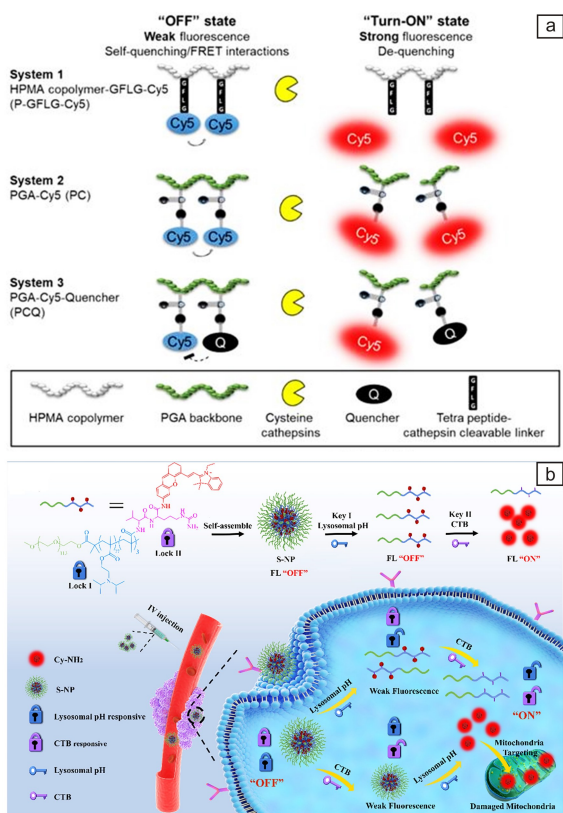 a
"OFF" state
Weak fluorescence
Self-quenching/FRET interactions
"Turn-ON" state
Strong fluorescence
De-quenching
System 1
HPMA copolymer-GFLG-Cy5
(P-GFLG-Cy5)
GFLG
GFLG
Cy5
Cy5
GFLG
GFLG
Cy5
Cy5
System 2
PGA-Cy5 (PC)
Cy5
Cy5
Cy5
Cy5
System 3
PGA-Cy5-Quencher
(PCQ)
Cy5
Q
Cy5
Q
Q
GFLG
HPMA copolymer
PGA backbone
Cysteine
cathepsins
Quencher
Tetra peptide-
cathepsin cleavable linker
b
Lock II
Lock I
Self-assemble
S-NP
FL "OFF"
Key I
Lysosomal pH
FL "OFF"
Key II
CTB
FL "ON"
IV injection
Cy-NH₂
S-NP
Lysosomal pH responsive
CTB responsive
Lysosomal pH
CTB
"OFF"
Lysosomal pH
Weak Fluorescence
CTB
"ON"
CTB
Weak Fluorescence
Lysosomal pH
Mitochondria
Targeting
Damaged Mitochondria